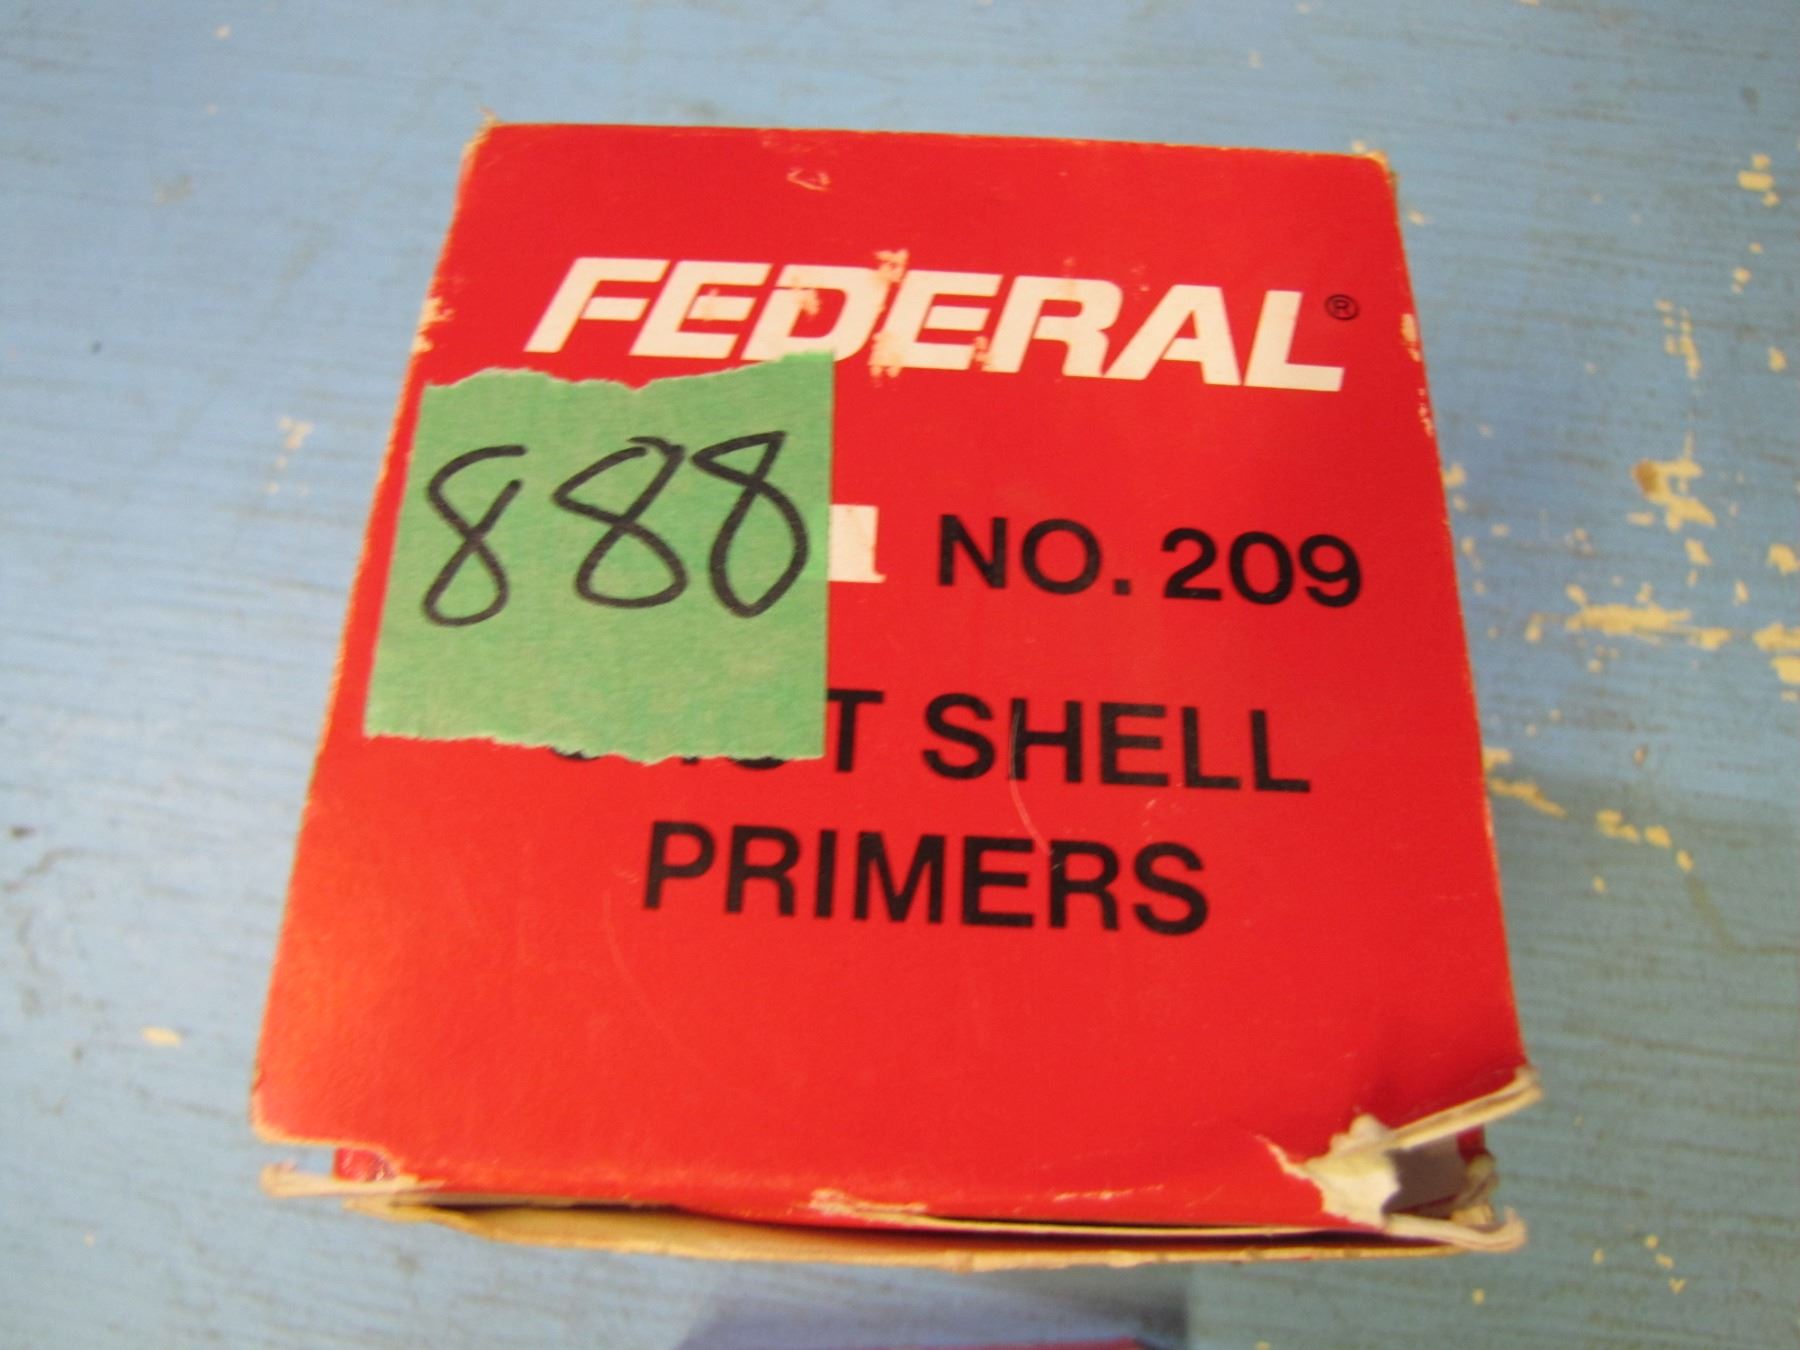 FEDERAL®
888
NO. 209
SHELL
PRIMERS